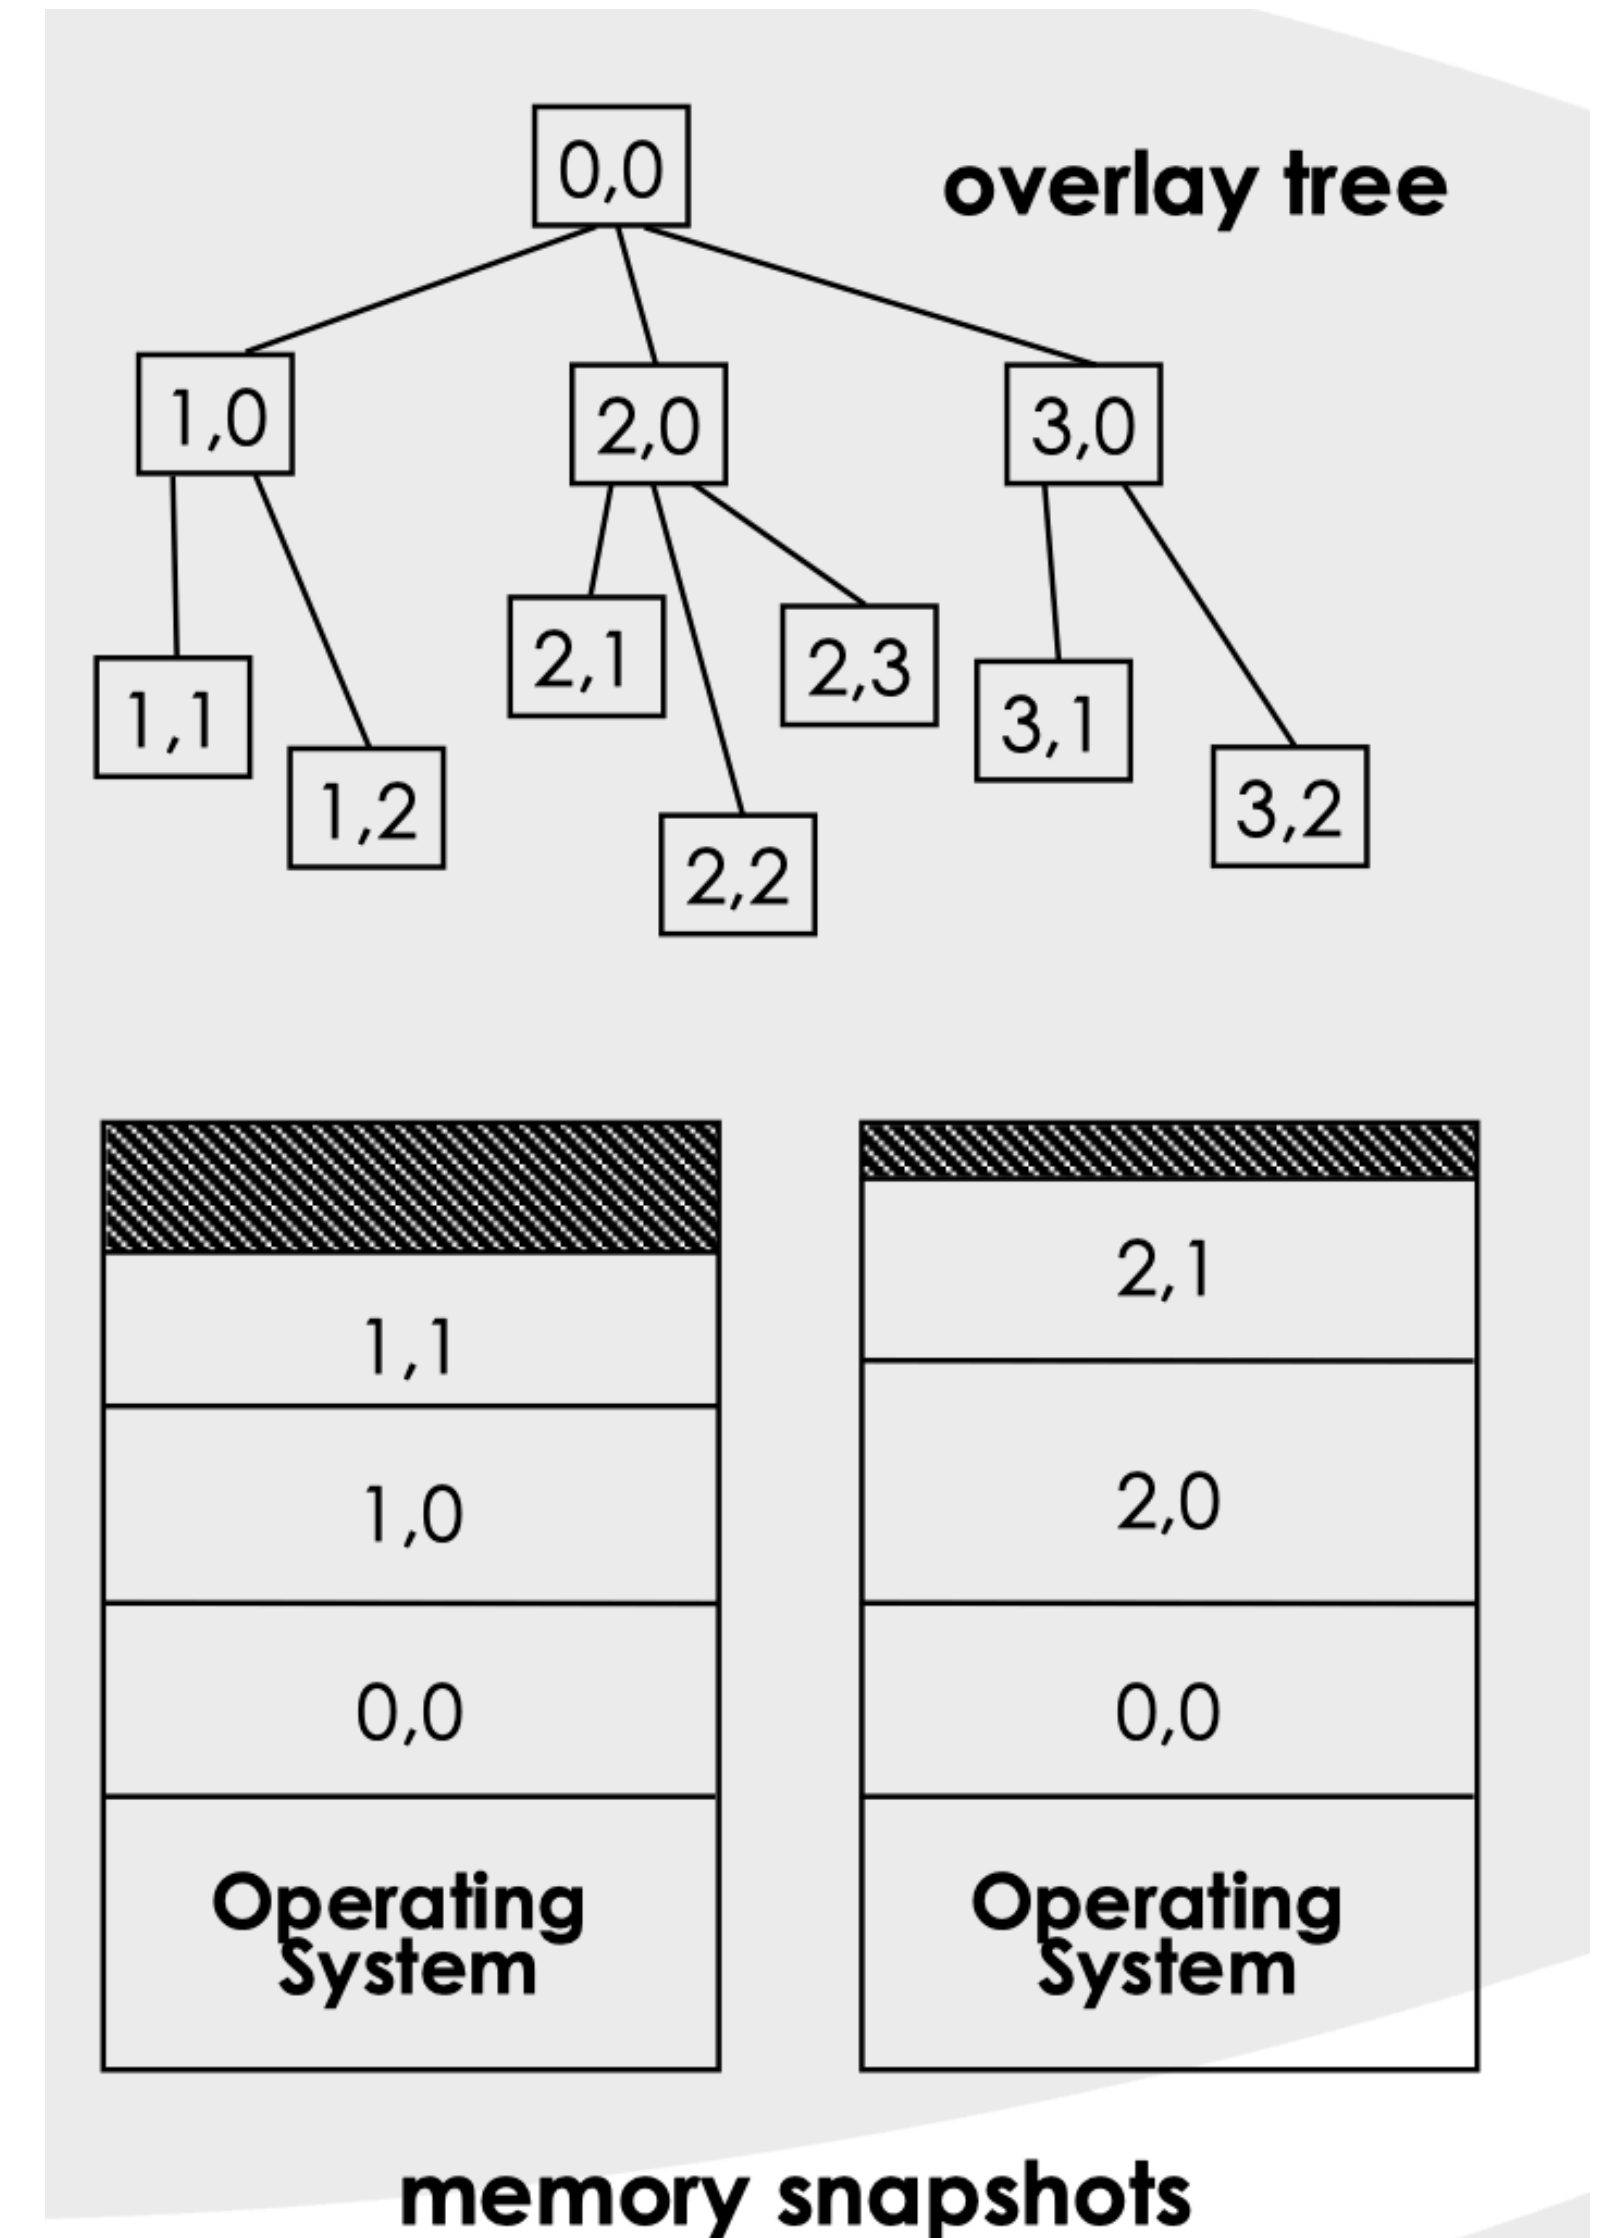 0,0
overlay tree
1,0
2,0
3,0
2,1
2,3
1,1
3,1
1,2
3,2
2,2
1,1
1,0
0,0
Operating
System
2,1
2,0
0,0
Operating
System
memory snapshots